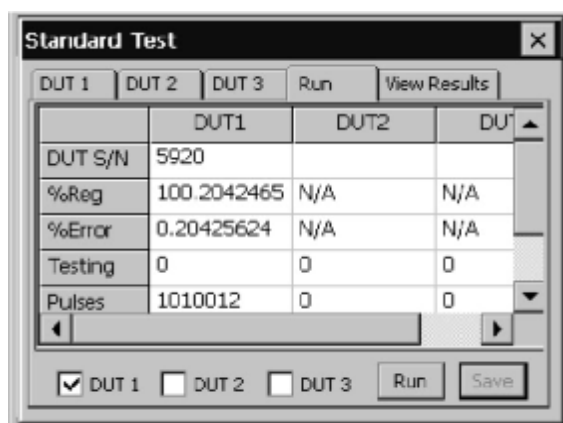 Standard Test
DUT 1 DUT 2 DUT 3 Run View Results
DUT1 DUT2 DU
DUT S/N 5920
%Reg 100.2042465 N/A N/A
%Error 0.20425624 N/A N/A
Testing 0 0 0
Pulses 1010012 0 0
DUT 1 DUT 2 DUT 3 Run Save